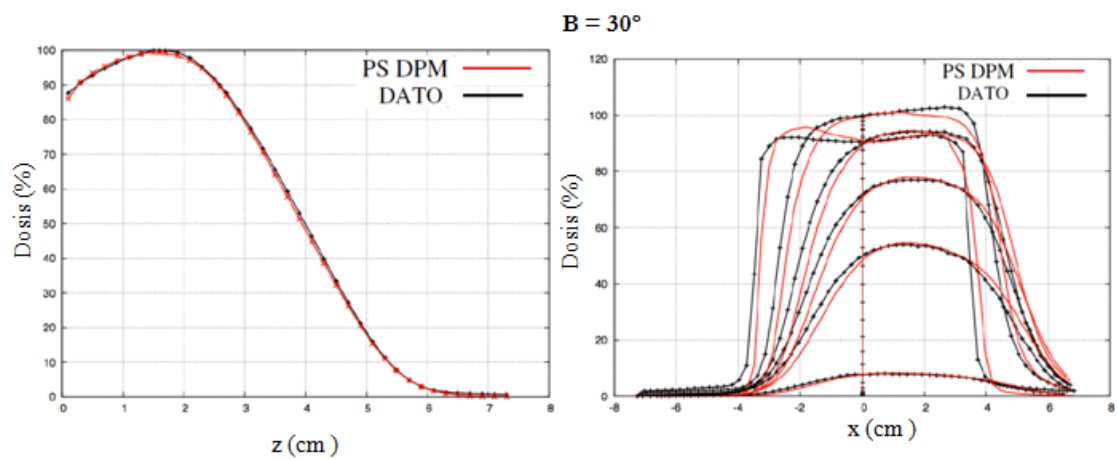 B = 30°
PS DPM
DATO
100
90
80
70
60
50
40
30
20
10
0
0 1 2 3 4 5 6 7 8
Dosis (%)
z (cm )
PS DPM
DATO
120
100
80
60
40
20
0
-8 -6 -4 -2 0 2 4 6 8
Dosis (%)
x (cm )